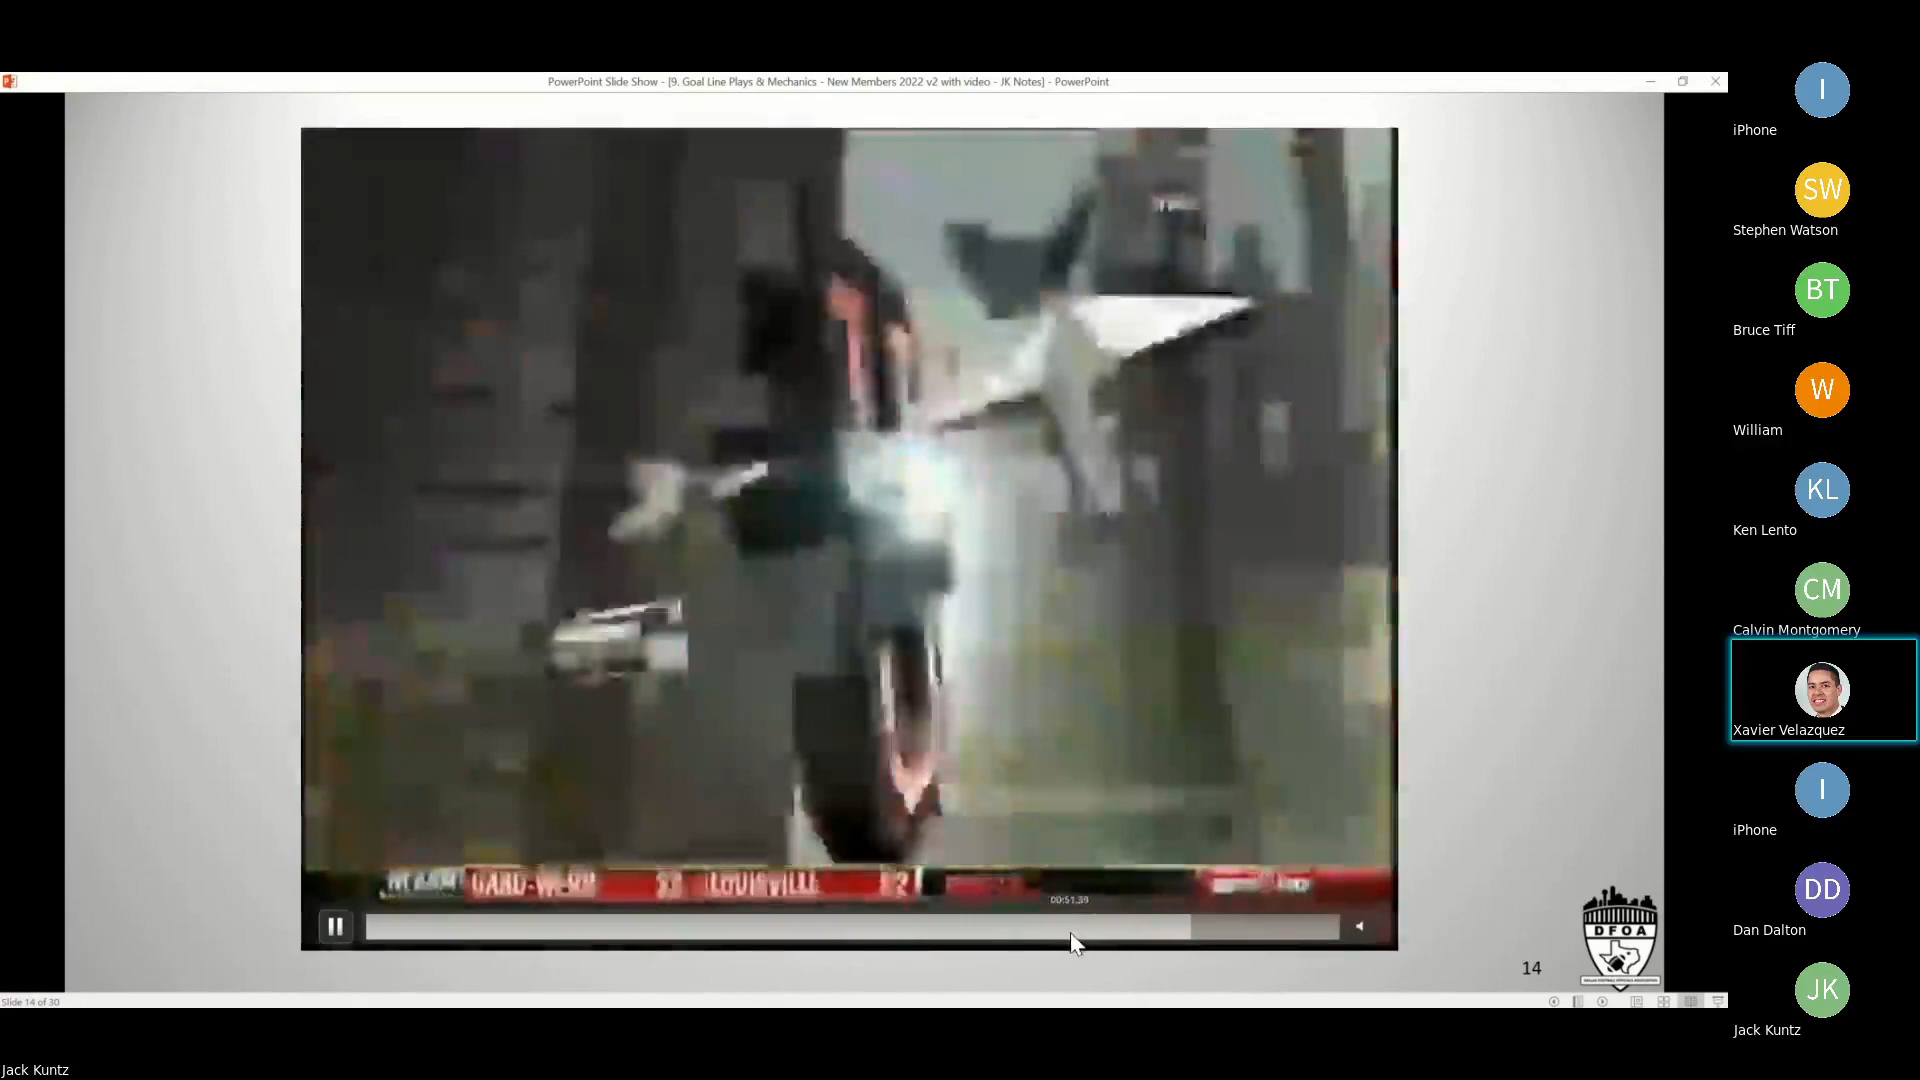 PowerPoint Slide Show - [9. Goal Line Plays & Mechanics - New Members 2022 v2 with video - JK Notes] - PowerPoint
LOUISVILLE
00:51.39
DFOA
14
Slide 14 of 30
I
iPhone
SW
Stephen Watson
BT
Bruce Tiff
W
William
KL
Ken Lento
CM
Calvin Montgomery
Xavier Velazquez
I
iPhone
DD
Dan Dalton
JK
Jack Kuntz
Jack Kuntz